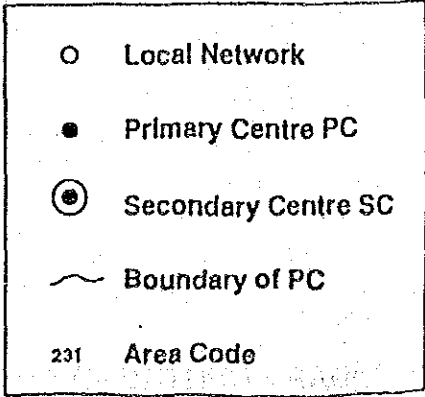 Local Network
Primary Centre PC
Secondary Centre SC
Boundary of PC
231 Area Code